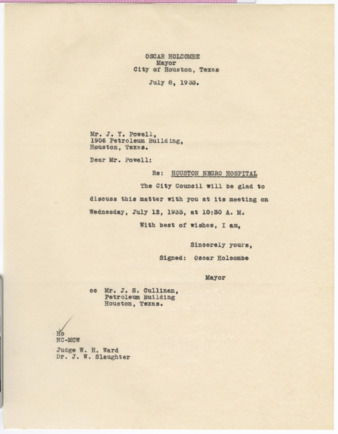 OSCAR HOLCOMBE
Mayor
City of Houston, Texas
July 8, 1933.
Mr. J. Y. Powell,
1906 Petroleum Building,
Houston, Texas.
Dear Mr. Powell:
Re: HOUSTON NEGRO HOSPITAL
The City Council will be glad to
discuss this matter with you at its meeting on
Wednesday, July 12, 1933, at 10:30 A. M.
With best of wishes, I am,
Sincerely yours,
Signed: Oscar Holcombe
Mayor
cc Mr. J. S. Cullinan,
Petroleum Building
Houston, Texas.
Ho
NC-MCW
Judge W. H. Ward
Dr. J. W. Slaughter